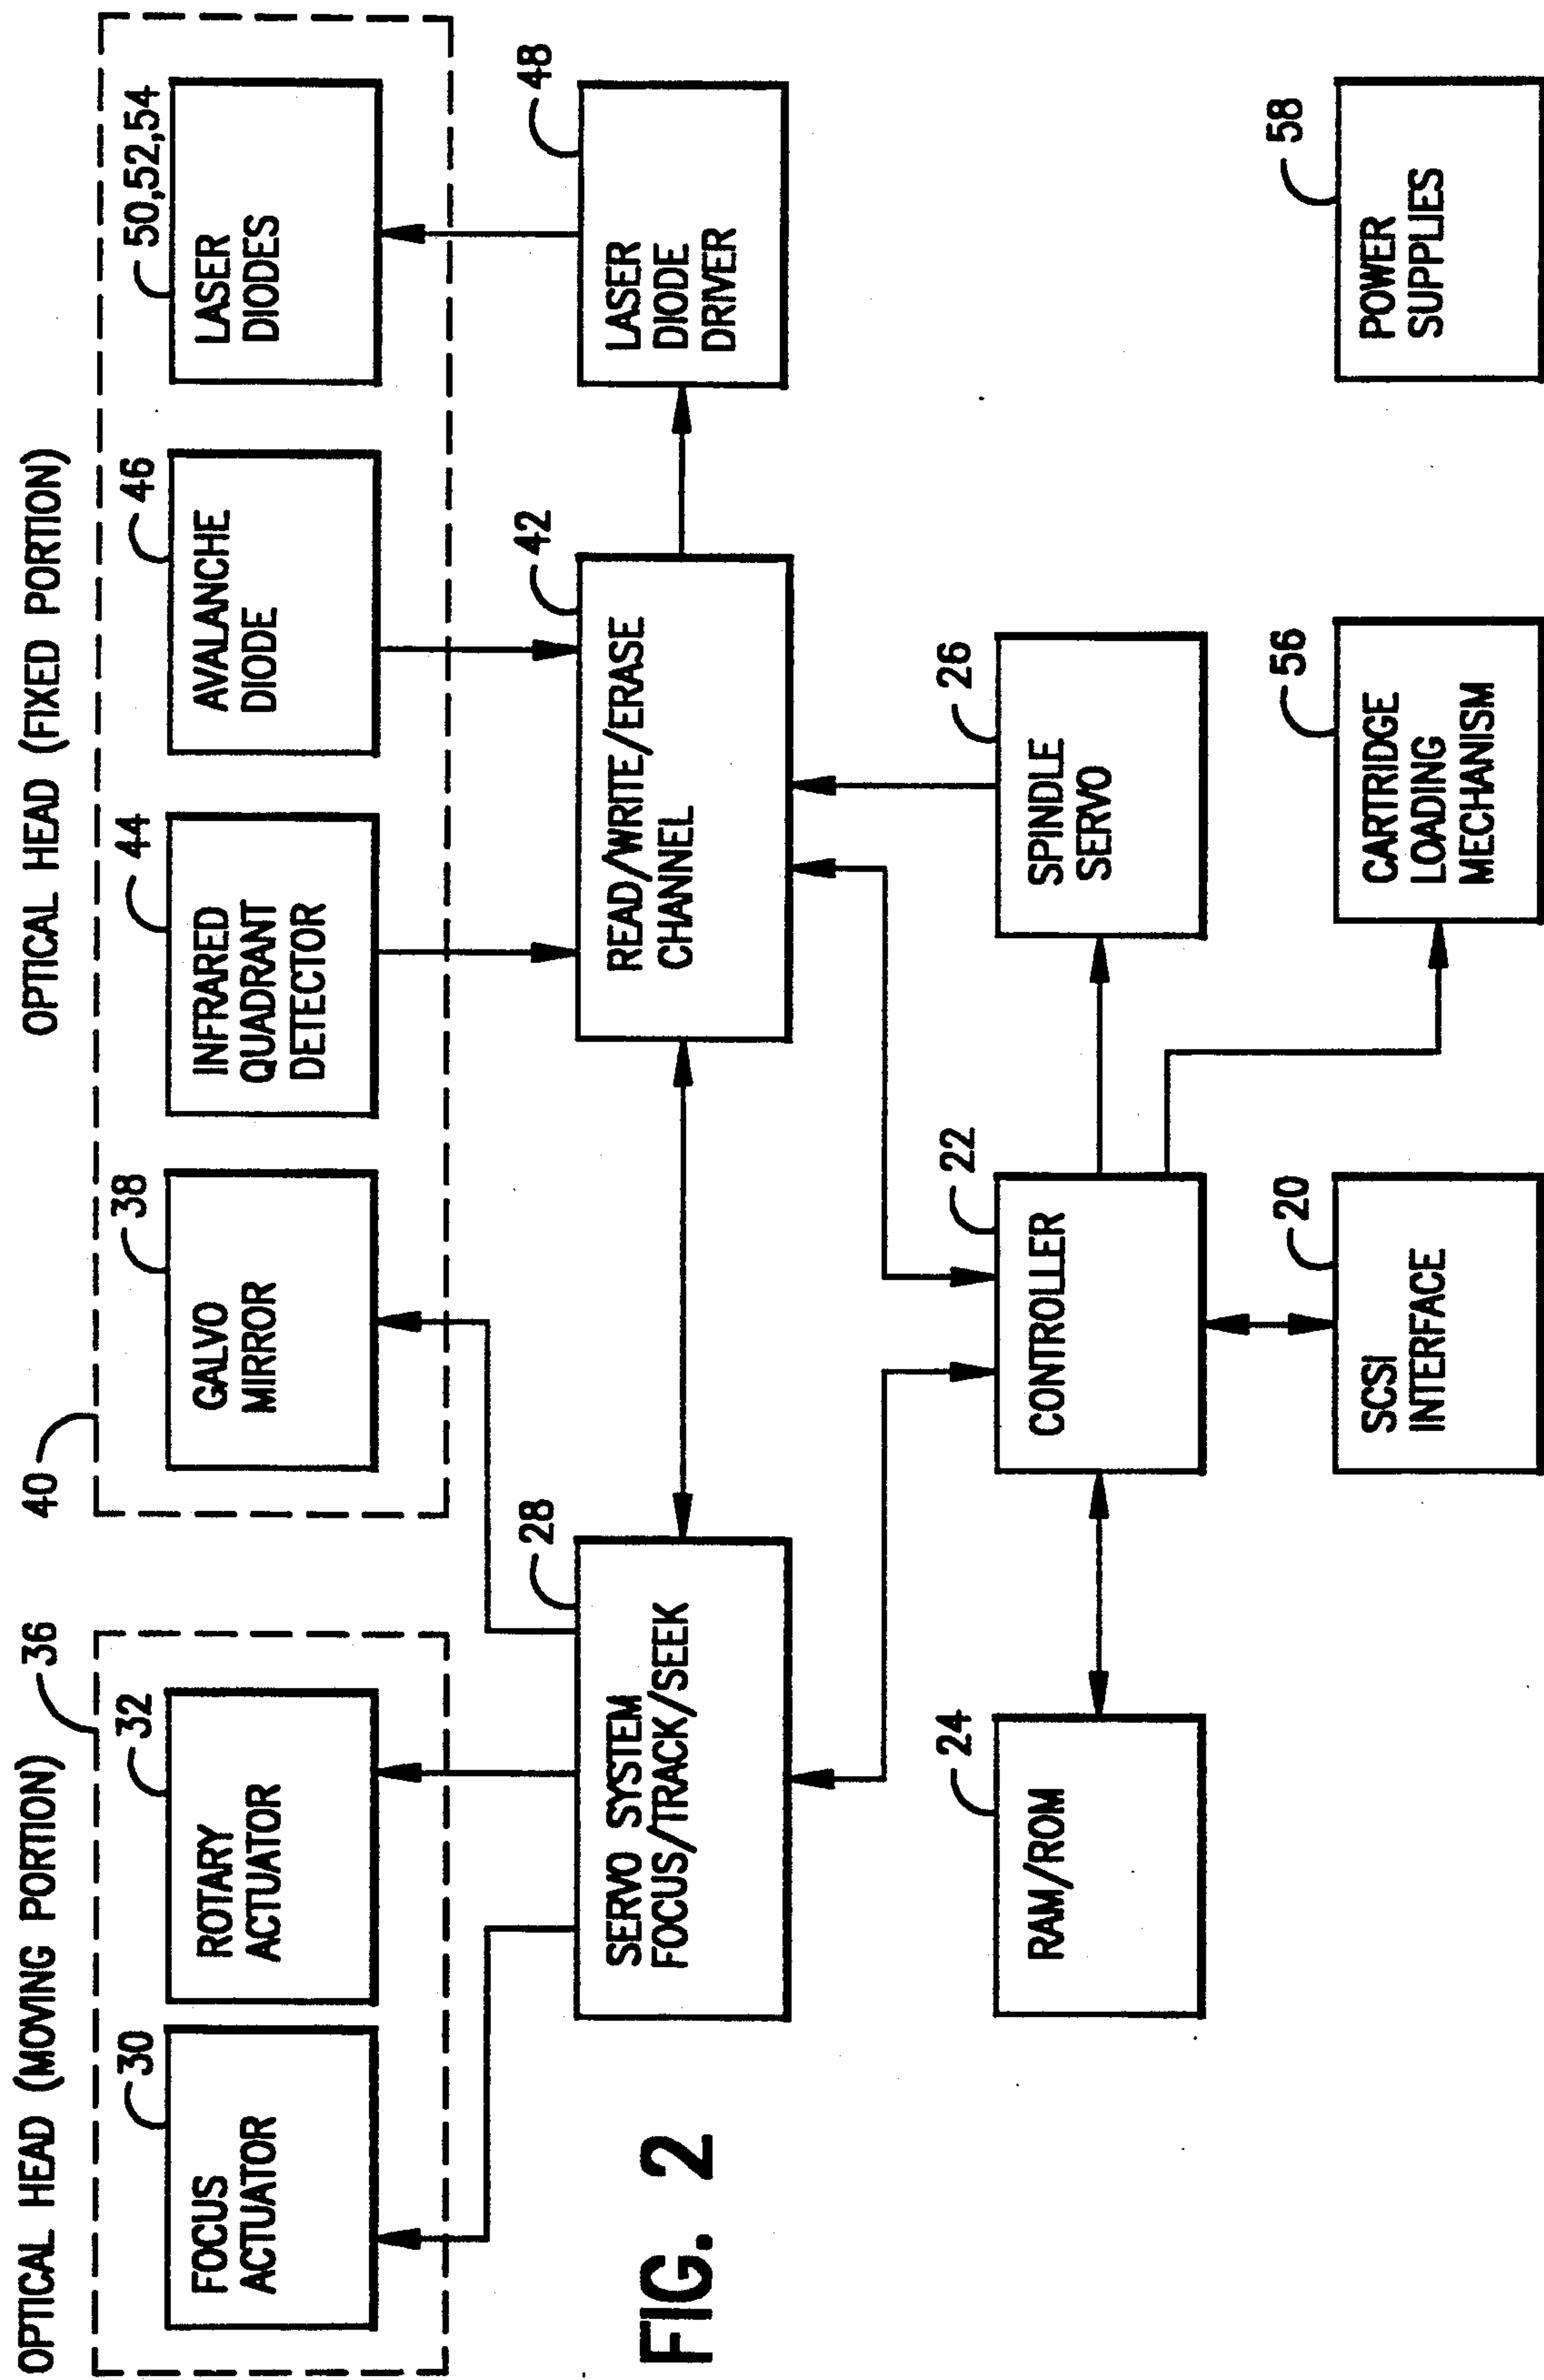 OPTICAL HEAD (MOVING PORTION)
36
40
OPTICAL HEAD (FIXED PORTION)
30
FOCUS
ACTUATOR
32
ROTARY
ACTUATOR
38
GALVO
MIRROR
44
INFRARED
QUADRANT
DETECTOR
46
AVALANCHE
DIODE
50,52,54
LASER
DIODES
28
SERVO SYSTEM
FOCUS/TRACK/SEEK
42
READ/WRITE/ERASE
CHANNEL
48
LASER
DIODE
DRIVER
24
RAM/ROM
22
CONTROLLER
26
SPINDLE
SERVO
20
SCSI
INTERFACE
56
CARTRIDGE
LOADING
MECHANISM
58
POWER
SUPPLIES
FIG. 2